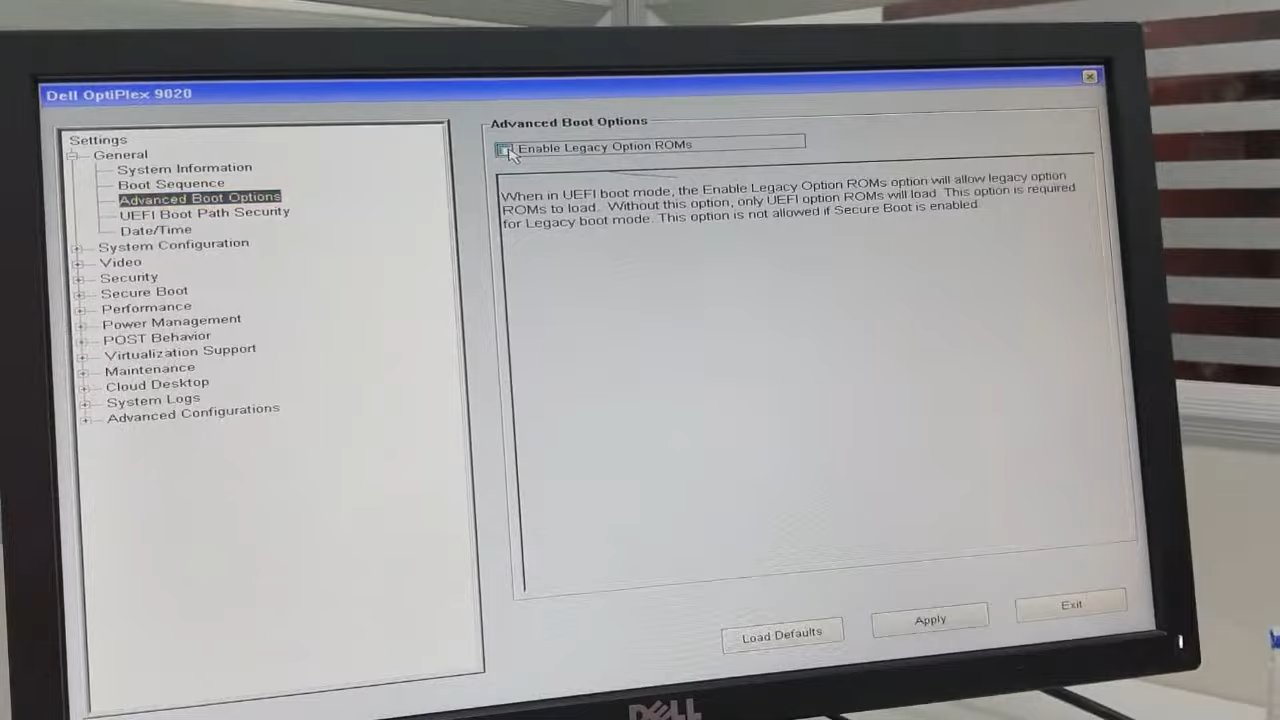 Dell OptiPlex 9020
Settings
General
System Information
Boot Sequence
Advanced Boot Options
UEFI Boot Path Security
Date/Time
System Configuration
Video
Security
Secure Boot
Performance
Power Management
POST Behavior
Virtualization Support
Maintenance
Cloud Desktop
System Logs
Advanced Configurations
Advanced Boot Options
Enable Legacy Option ROMs
When in UEFI boot mode, the Enable Legacy Option ROMs option will allow legacy option
ROMs to load. Without this option, only UEFI option ROMs will load. This option is required
for Legacy boot mode. This option is not allowed if Secure Boot is enabled.
Load Defaults
Apply
Exit
DELL